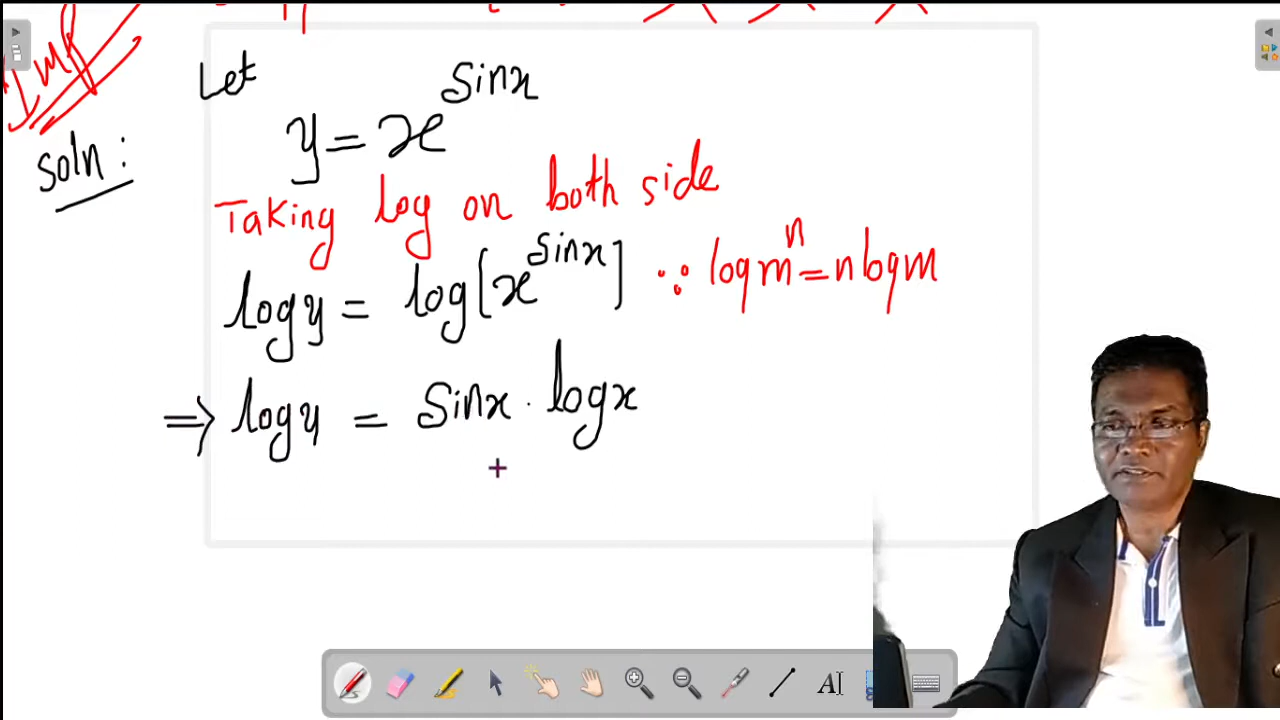 Imp
Let
y = x^sinx
Soln :
Taking log on both side
log y = log[x^sinx] ∵ log m^n = n log m
⇒ log y = sinx · log x